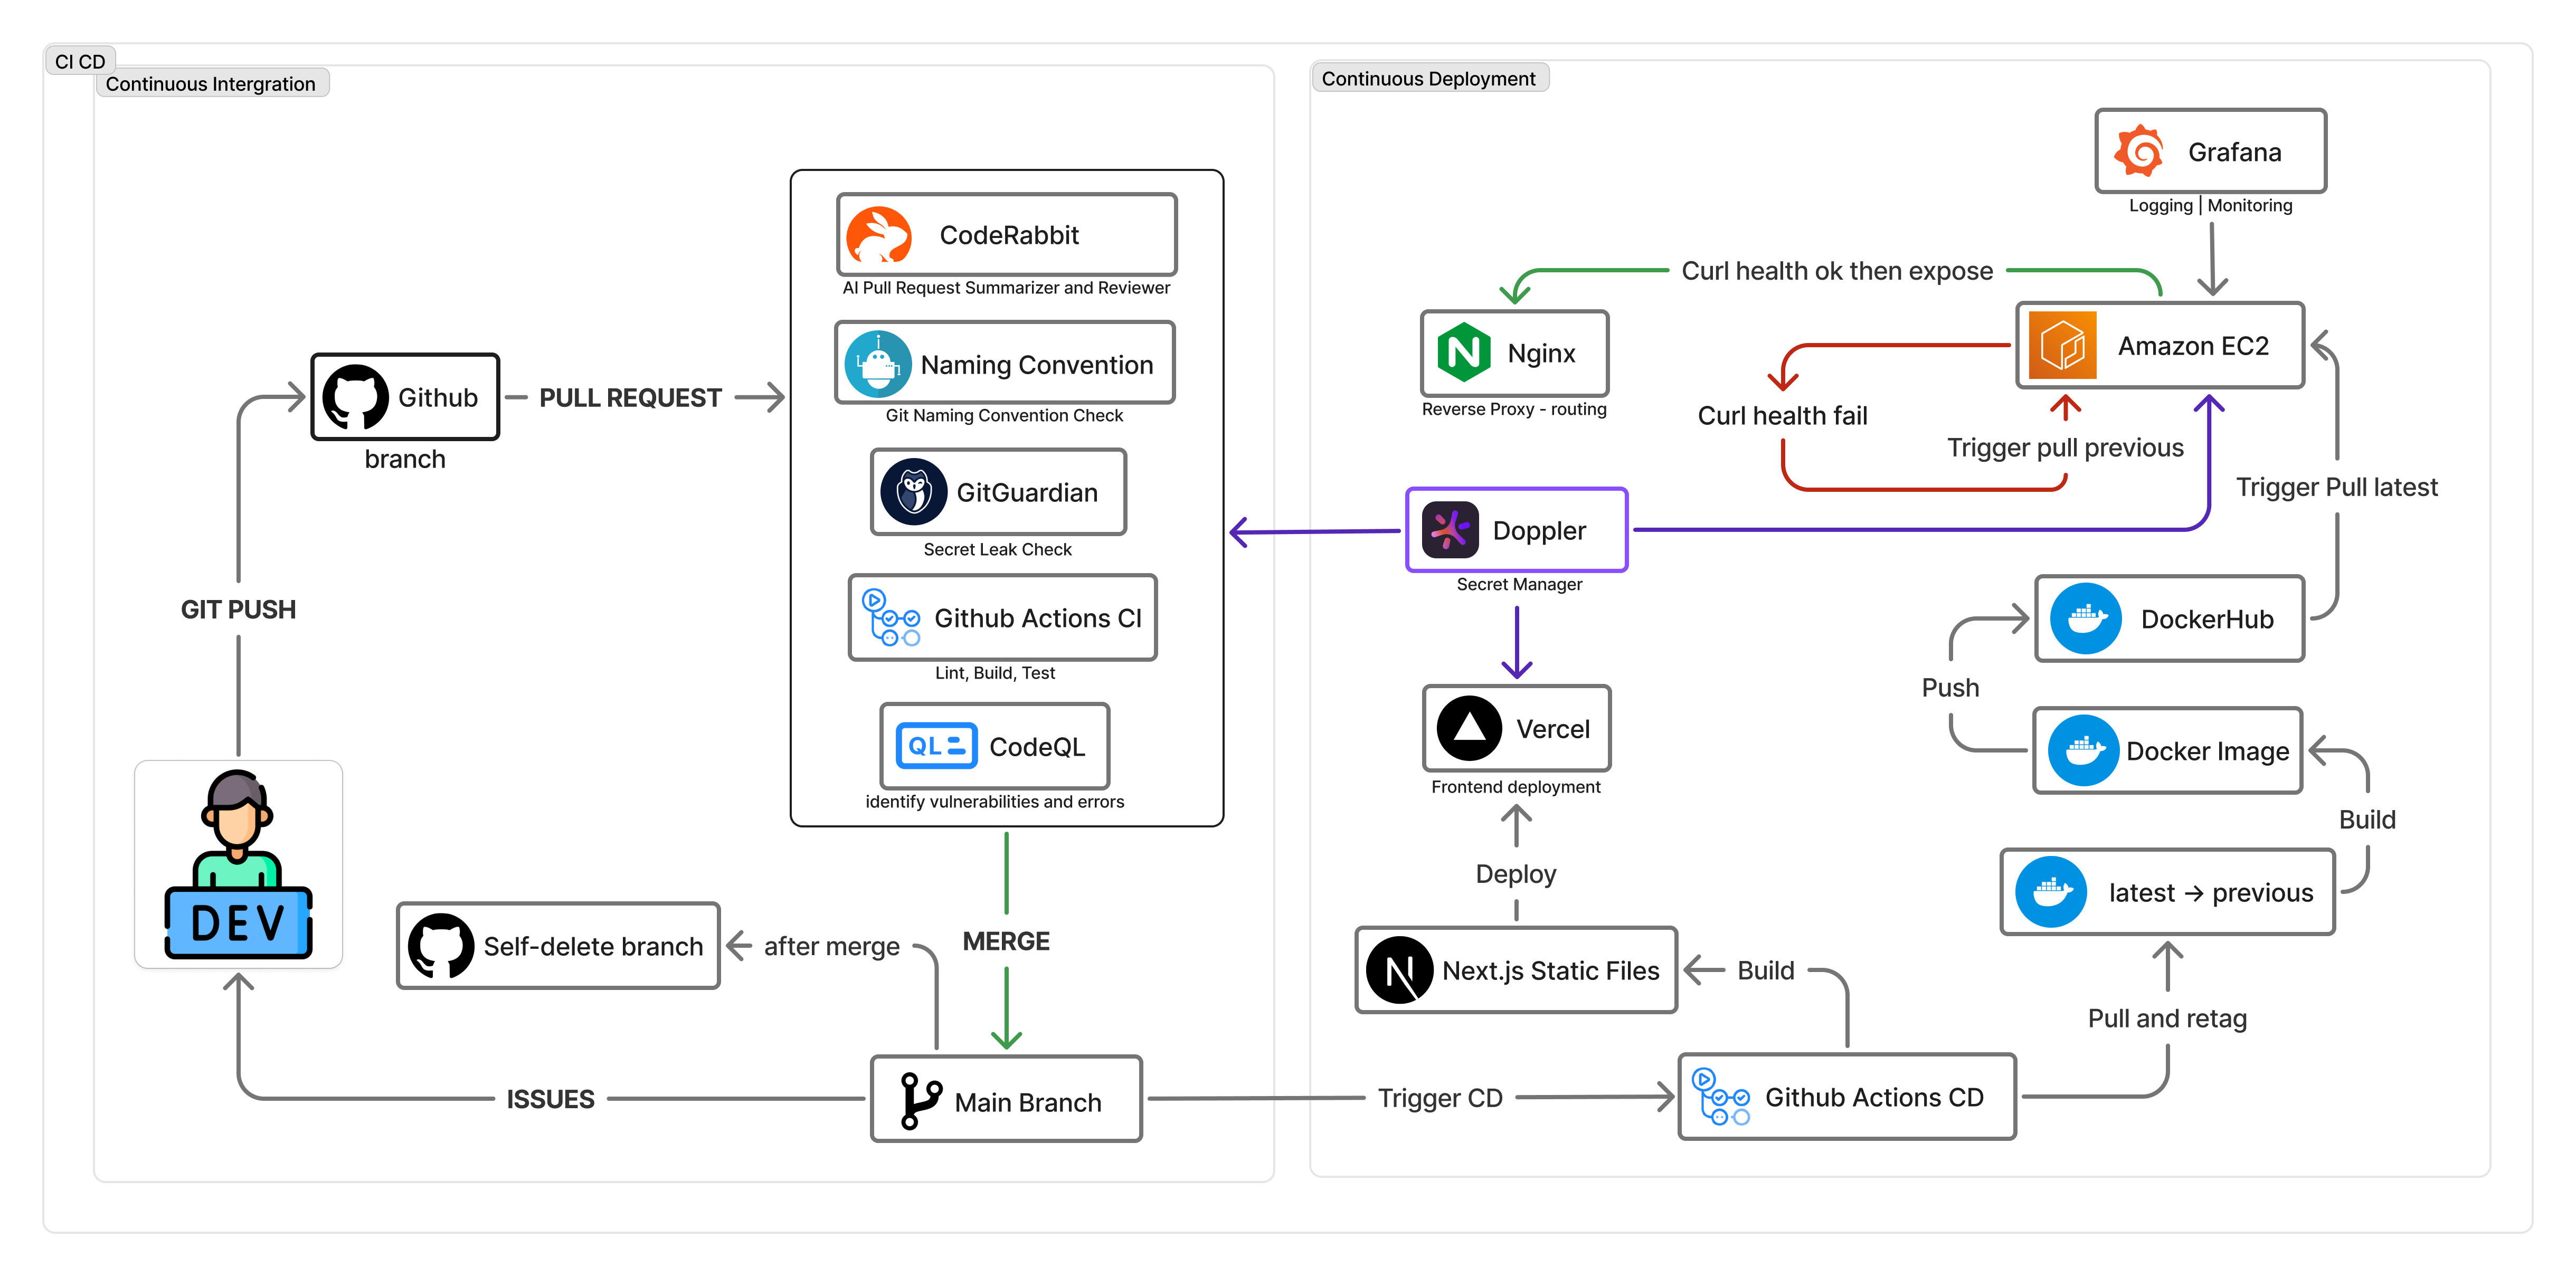 CI CD
Continuous Intergration
CodeRabbit
AI Pull Request Summarizer and Reviewer
Naming Convention
Git Naming Convention Check
GitGuardian
Secret Leak Check
Github Actions CI
Lint, Build, Test
QL
CodeQL
identify vulnerabilities and errors
Github
branch
PULL REQUEST
GIT PUSH
DEV
Self-delete branch
after merge
MERGE
ISSUES
Main Branch
Continuous Deployment
Grafana
Logging | Monitoring
Curl health ok then expose
Nginx
Reverse Proxy - routing
Amazon EC2
Curl health fail
Trigger pull previous
Trigger Pull latest
Doppler
Secret Manager
DockerHub
Push
Vercel
Frontend deployment
Docker Image
Build
Deploy
latest → previous
Next.js Static Files
Build
Pull and retag
Trigger CD
Github Actions CD